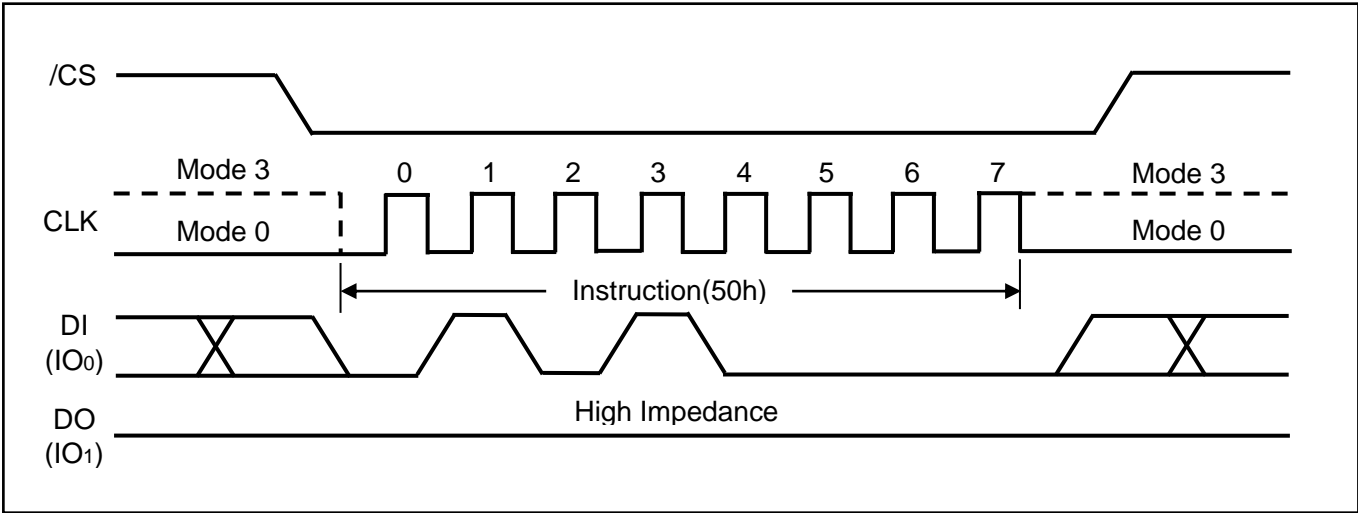 /CS
Mode 3
0 1 2 3 4 5 6 7
Mode 3
CLK
Mode 0
Mode 0
Instruction(50h)
DI
(IO0)
High Impedance
DO
(IO1)